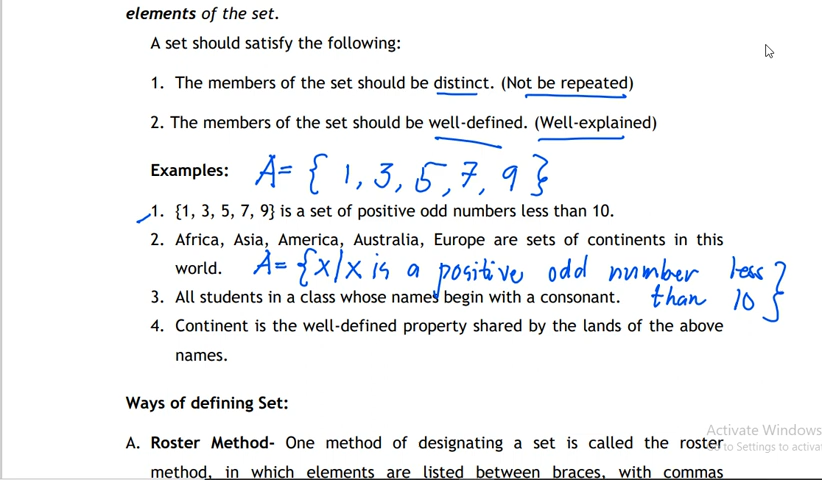 elements of the set.
A set should satisfy the following:
1. The members of the set should be distinct. (Not be repeated)
2. The members of the set should be well-defined. (Well-explained)
Examples: A= { 1, 3, 5, 7, 9 }
1. {1, 3, 5, 7, 9} is a set of positive odd numbers less than 10.
2. Africa, Asia, America, Australia, Europe are sets of continents in this
world. A= {x/x is a positive odd number less
3. All students in a class whose names begin with a consonant. than 10 }
4. Continent is the well-defined property shared by the lands of the above
names.
Ways of defining Set:
Activate Windows
A. Roster Method- One method of designating a set is called the roster
to Settings to activa
method, in which elements are listed between braces, with commas